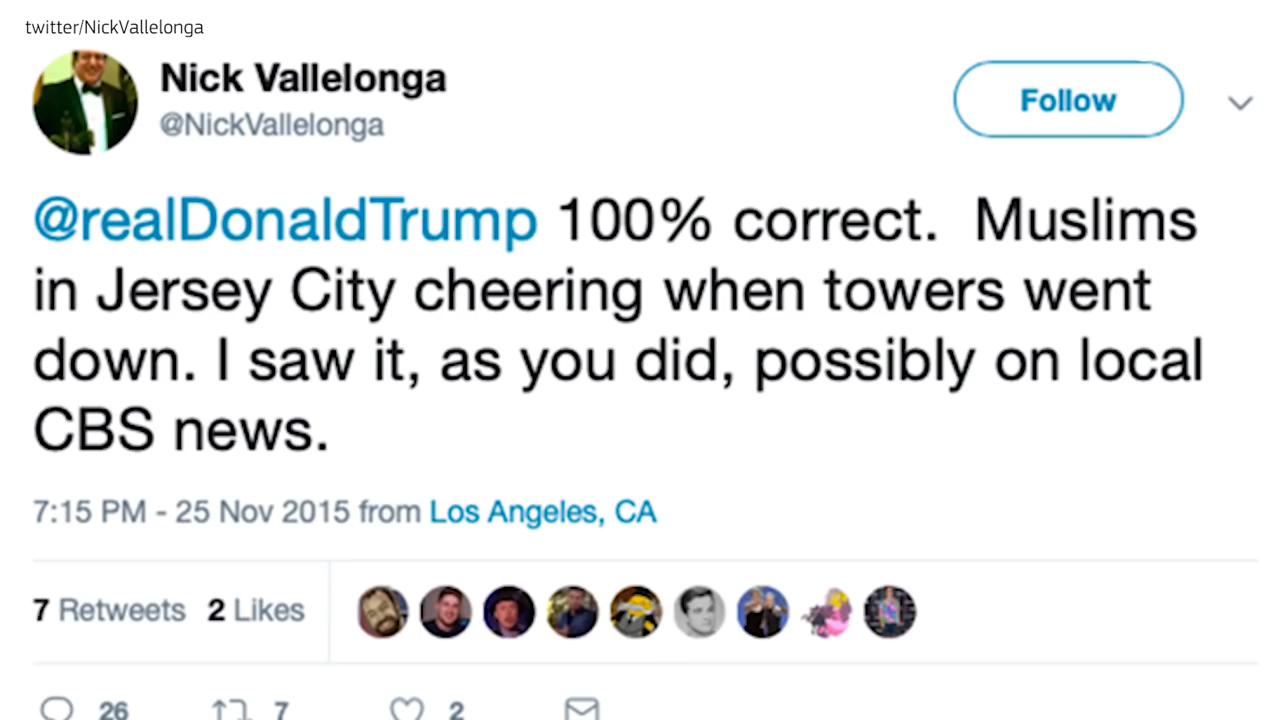 twitter/NickVallelonga
Nick Vallelonga
@NickVallelonga
Follow
@realDonaldTrump 100% correct.  Muslims
in Jersey City cheering when towers went
down. I saw it, as you did, possibly on local
CBS news.
7:15 PM - 25 Nov 2015 from Los Angeles, CA
7 Retweets 2 Likes
26 7 2